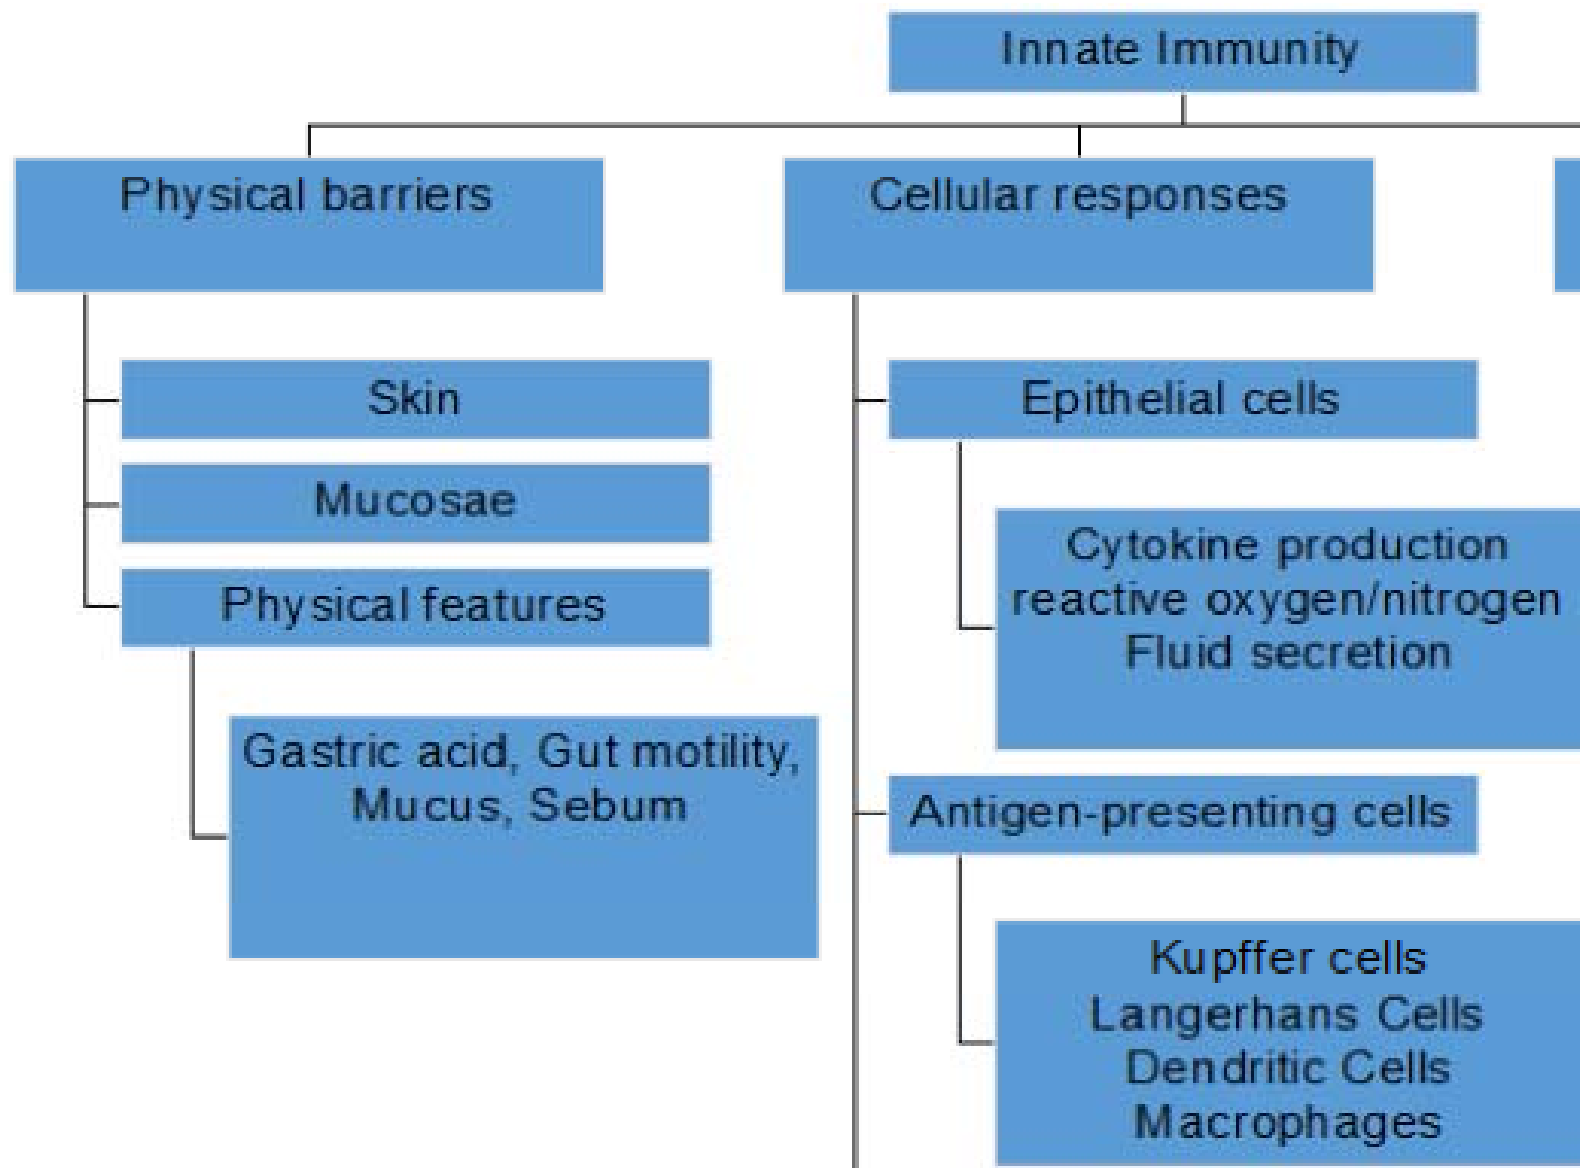 Innate Immunity
Physical barriers
Cellular responses
Skin
Mucosae
Physical features
Gastric acid, Gut motility,
Mucus, Sebum
Epithelial cells
Cytokine production
reactive oxygen/nitrogen
Fluid secretion
Antigen-presenting cells
Kupffer cells
Langerhans Cells
Dendritic Cells
Macrophages